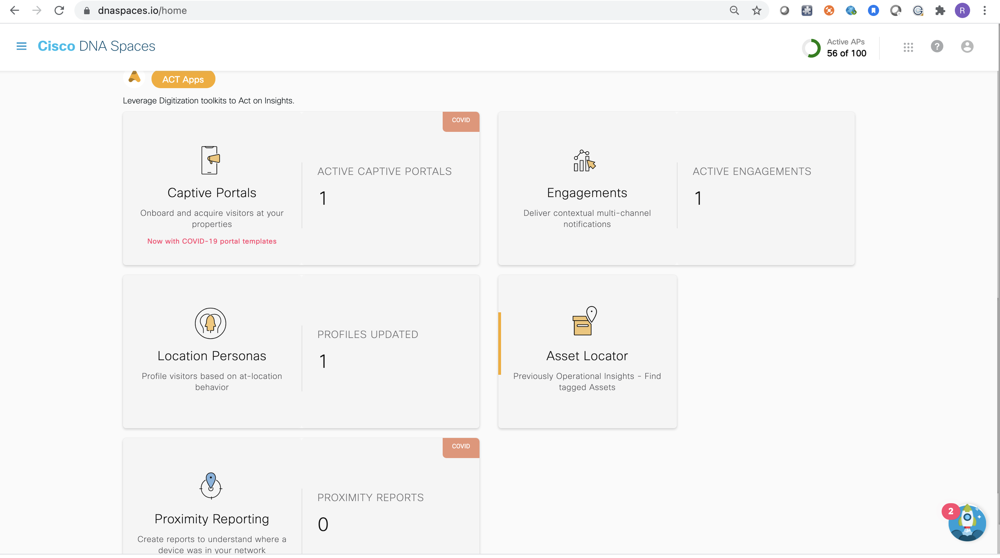 dnaspaces.io/home
R
Cisco DNA Spaces
Active APs
56 of 100
?
ACT Apps
Leverage Digitization toolkits to Act on Insights.
COVID
Captive Portals
Onboard and acquire visitors at your
properties
Now with COVID-19 portal templates
ACTIVE CAPTIVE PORTALS
1
Engagements
Deliver contextual multi-channel
notifications
ACTIVE ENGAGEMENTS
1
Location Personas
Profile visitors based on at-location
behavior
PROFILES UPDATED
1
Asset Locator
Previously Operational Insights - Find
tagged Assets
COVID
Proximity Reporting
Create reports to understand where a
device was in your network
PROXIMITY REPORTS
0
2